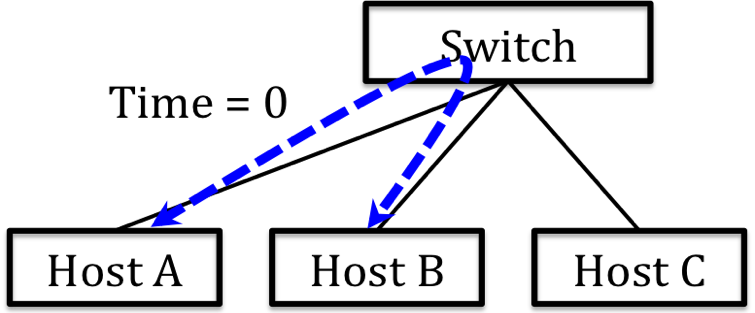 Switch
Time = 0
Host A
Host B
Host C